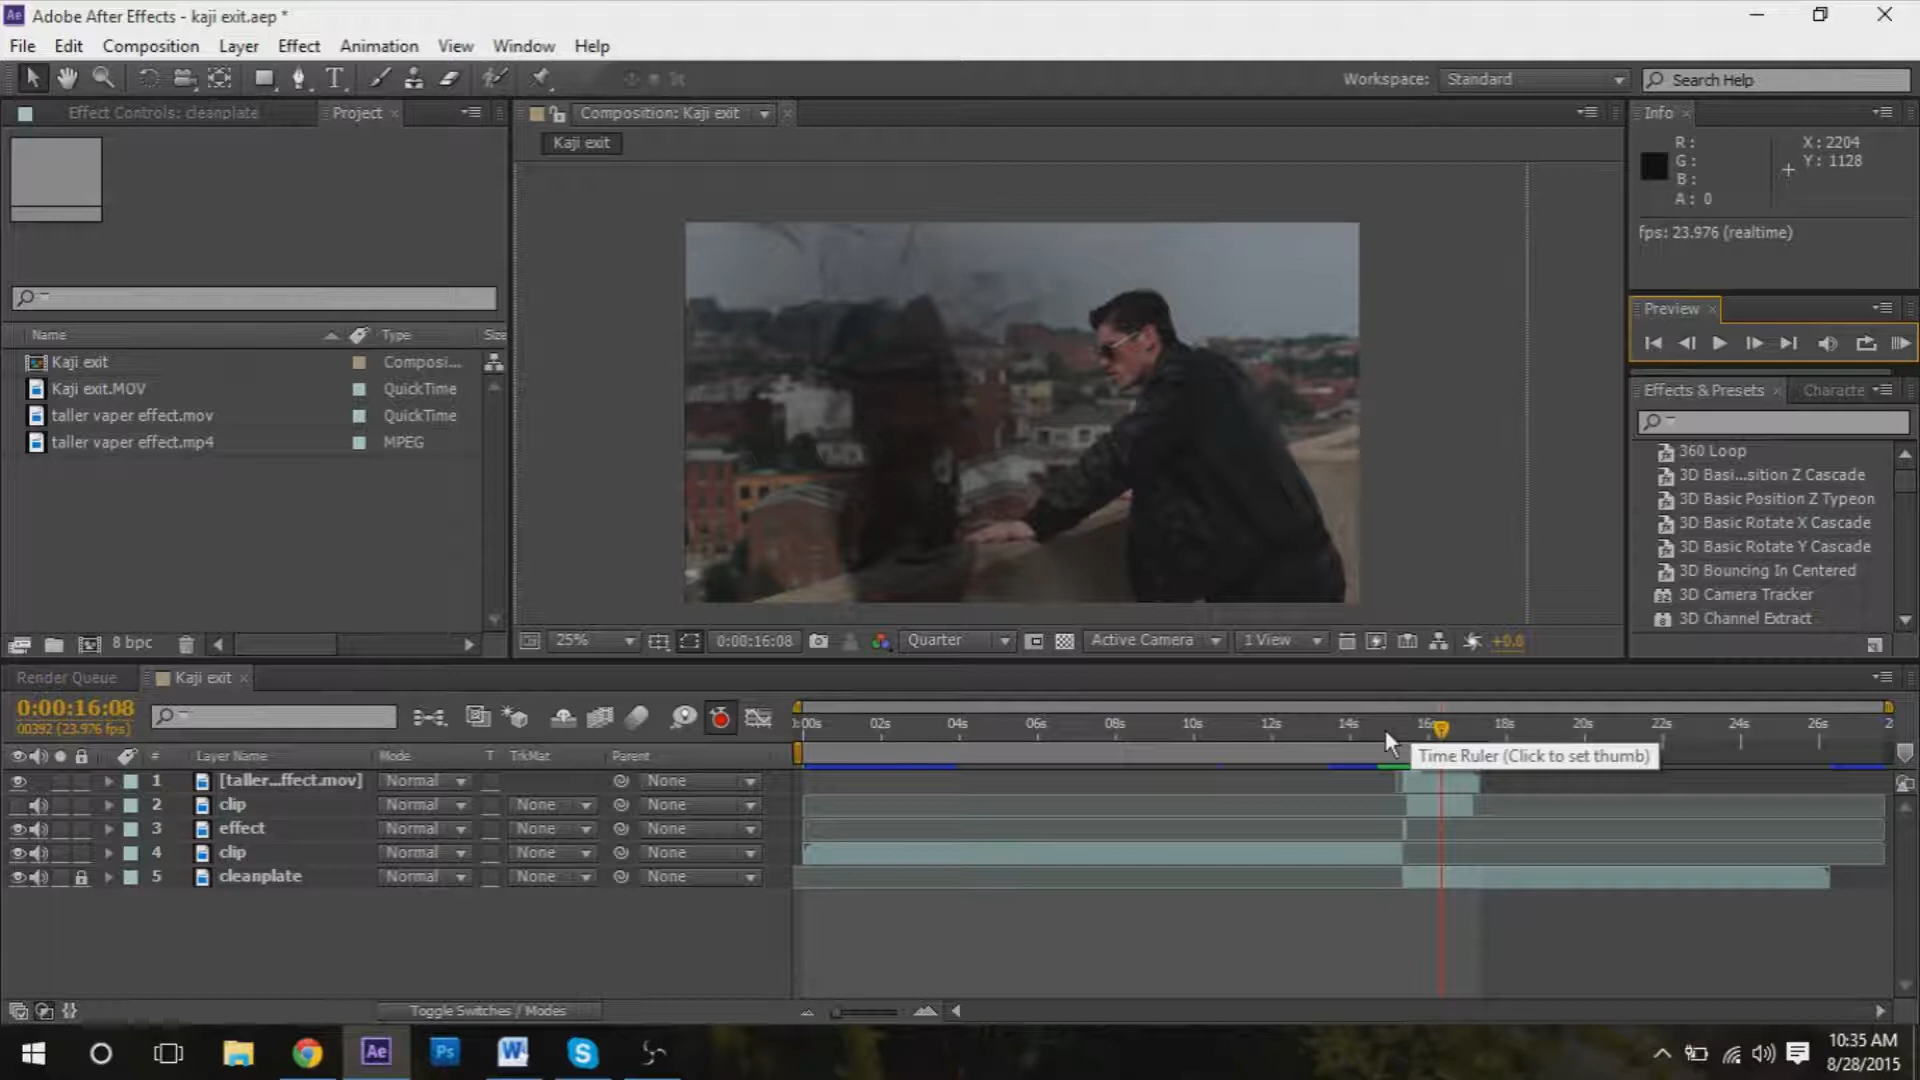 Ae Adobe After Effects - kaji exit.aep *
File Edit Composition Layer Effect Animation View Window Help
Workspace: Standard Search Help
Effect Controls: cleanplate Project
Composition: Kaji exit
Kaji exit
Info
R :
G :
B :
A : 0
X : 2204
Y : 1128
fps: 23.976 (realtime)
Preview
Name Type Size
Kaji exit Composi...
Kaji exit.MOV QuickTime
taller vaper effect.mov QuickTime
taller vaper effect.mp4 MPEG
Effects & Presets Characte
360 Loop
3D Basi...sition Z Cascade
3D Basic Position Z Typeon
3D Basic Rotate X Cascade
3D Basic Rotate Y Cascade
3D Bouncing In Centered
3D Camera Tracker
3D Channel Extract
8 bpc
25% 0:00:16:08 Quarter Active Camera 1 View +0.0
Render Queue Kaji exit
0:00:16:08
00392 (23.976 fps)
):00s 02s 04s 06s 08s 10s 12s 14s 16s 18s 20s 22s 24s 26s 2
# Layer Name Mode T TrkMat Parent
Time Ruler (Click to set thumb)
1 [taller...ffect.mov] Normal None
2 clip Normal None None
3 effect Normal None None
4 clip Normal None None
5 cleanplate Normal None None
Toggle Switches / Modes
Ae Ps W S
10:35 AM
8/28/2015